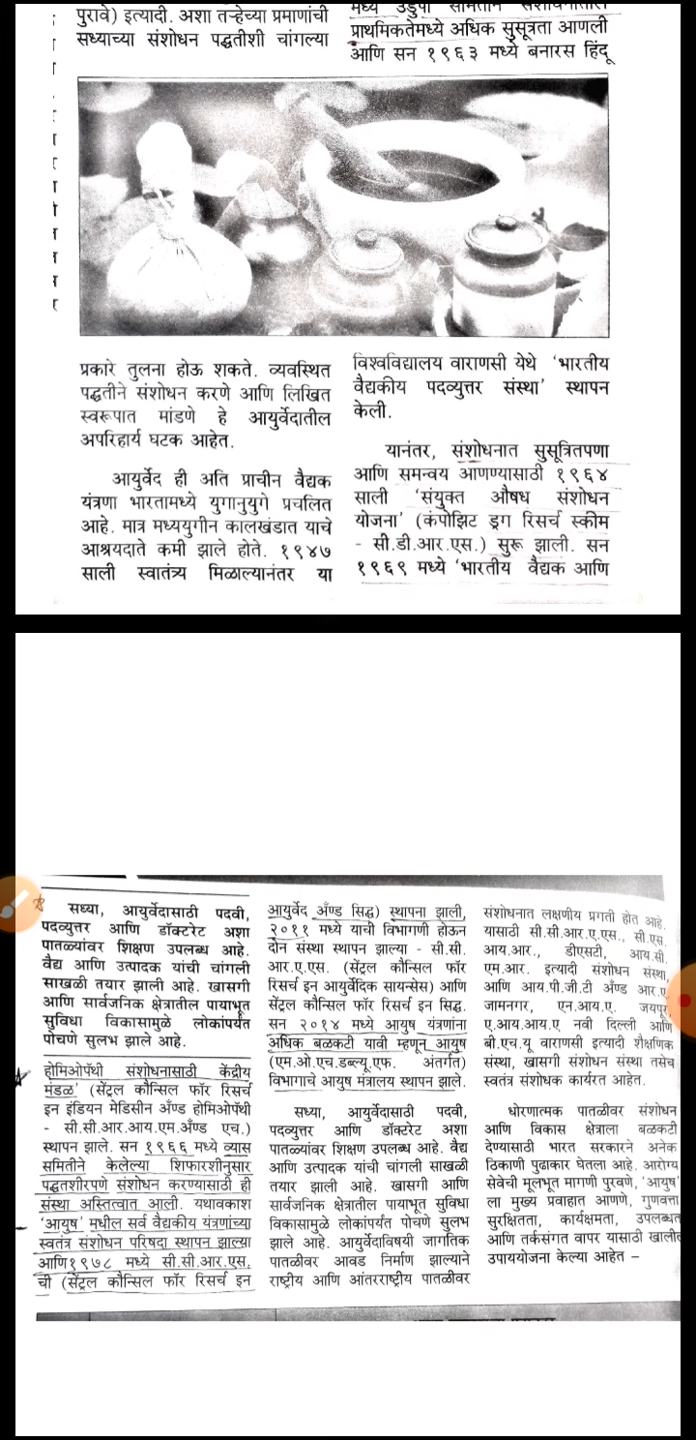 पुरावे) इत्यादी. अशा तऱ्हेच्या प्रमाणांची
सध्याच्या संशोधन पद्धतीशी चांगल्या
प्रकारे तुलना होऊ शकते. व्यवस्थित
पद्धतीने संशोधन करणे आणि लिखित
स्वरूपात मांडणे हे आयुर्वेदातील
अपरिहार्य घटक आहेत.
आयुर्वेद ही अति प्राचीन वैद्यक
यंत्रणा भारतामध्ये युगानुयुगे प्रचलित
आहे. मात्र मध्ययुगीन कालखंडात याचे
आश्रयदाते कमी झाले होते. १९४७
साली स्वातंत्र्य मिळाल्यानंतर या
मध्ये उडुपा समितीने संशोधनातील
प्राथमिकतेमध्ये अधिक सुसूत्रता आणली
आणि सन १९६३ मध्ये बनारस हिंदू
विश्वविद्यालय वाराणसी येथे ‘भारतीय
वैद्यकीय पदव्युत्तर संस्था’ स्थापन
केली.
यानंतर, संशोधनात सुसूत्रितपणा
आणि समन्वय आणण्यासाठी १९६४
साली ‘संयुक्त औषध संशोधन
योजना’ (कंपोझिट ड्रग रिसर्च स्कीम
- सी.डी.आर.एस.) सुरू झाली. सन
१९६९ मध्ये ‘भारतीय वैद्यक आणि
सध्या, आयुर्वेदासाठी पदवी,
पदव्युत्तर आणि डॉक्टरेट अशा
पातळ्यांवर शिक्षण उपलब्ध आहे.
वैद्य आणि उत्पादक यांची चांगली
साखळी तयार झाली आहे. खासगी
आणि सार्वजनिक क्षेत्रातील पायाभूत
सुविधा विकासामुळे लोकांपर्यंत
पोचणे सुलभ झाले आहे.
होमिओपॅथी संशोधनासाठी केंद्रीय
मंडळ’ (सेंट्रल कौन्सिल फॉर रिसर्च
इन इंडियन मेडिसीन अँण्ड होमिओपॅथी
- सी.सी.आर.आय.एम.अँण्ड एच.)
स्थापन झाले. सन १९६६ मध्ये व्यास
समितीने केलेल्या शिफारशीनुसार
पद्धतशीरपणे संशोधन करण्यासाठी ही
संस्था अस्तित्वात आली. यथावकाश
‘आयुष’ मधील सर्व वैद्यकीय यंत्रणांच्या
स्वतंत्र संशोधन परिषदा स्थापन झाल्या
आणि१९७८ मध्ये सी.सी.आर.एस.
ची (सेंट्रल कौन्सिल फॉर रिसर्च इन
आयुर्वेद अँण्ड सिद्ध) स्थापना झाली,
२०११ मध्ये याची विभागणी होऊन
दोन संस्था स्थापन झाल्या - सी.सी.
आर.ए.एस. (सेंट्रल कौन्सिल फॉर
रिसर्च इन आयुर्वेदिक सायन्सेस) आणि
सेंट्रल कौन्सिल फॉर रिसर्च इन सिद्ध.
सन २०१४ मध्ये आयुष यंत्रणांना
अधिक बळकटी यावी म्हणून आयुष
(एम.ओ.एच.डब्ल्यू.एफ. अंतर्गत)
विभागाचे आयुष मंत्रालय स्थापन झाले.
सध्या, आयुर्वेदासाठी पदवी,
पदव्युत्तर आणि डॉक्टरेट अशा
पातळ्यांवर शिक्षण उपलब्ध आहे. वैद्य
आणि उत्पादक यांची चांगली साखळी
तयार झाली आहे. खासगी आणि
सार्वजनिक क्षेत्रातील पायाभूत सुविधा
विकासामुळे लोकांपर्यंत पोचणे सुलभ
झाले आहे. आयुर्वेदाविषयी जागतिक
पातळीवर आवड निर्माण झाल्याने
राष्ट्रीय आणि आंतरराष्ट्रीय पातळीवर
संशोधनात लक्षणीय प्रगती होत आहे.
यासाठी सी.सी.आर.ए.एस., सी.एस.
आय.आर., डीएसटी, आय.सी.
एम.आर. इत्यादी संशोधन संस्था,
आणि आय.पी.जी.टी अँण्ड आर.ए.
जामनगर, एन.आय.ए. जयपूर
ए.आय.आय.ए नवी दिल्ली आणि
बी.एच.यू वाराणसी इत्यादी शैक्षणिक
संस्था, खासगी संशोधन संस्था तसेच
स्वतंत्र संशोधक कार्यरत आहेत.
धोरणात्मक पातळीवर संशोधन
आणि विकास क्षेत्राला बळकटी
देण्यासाठी भारत सरकारने अनेक
ठिकाणी पुढाकार घेतला आहे. आरोग्य
सेवेची मूलभूत मागणी पुरवणे, ‘आयुष’
ला मुख्य प्रवाहात आणणे, गुणवत्ता
सुरक्षितता, कार्यक्षमता, उपलब्धत
आणि तर्कसंगत वापर यासाठी खालील
उपाययोजना केल्या आहेत –